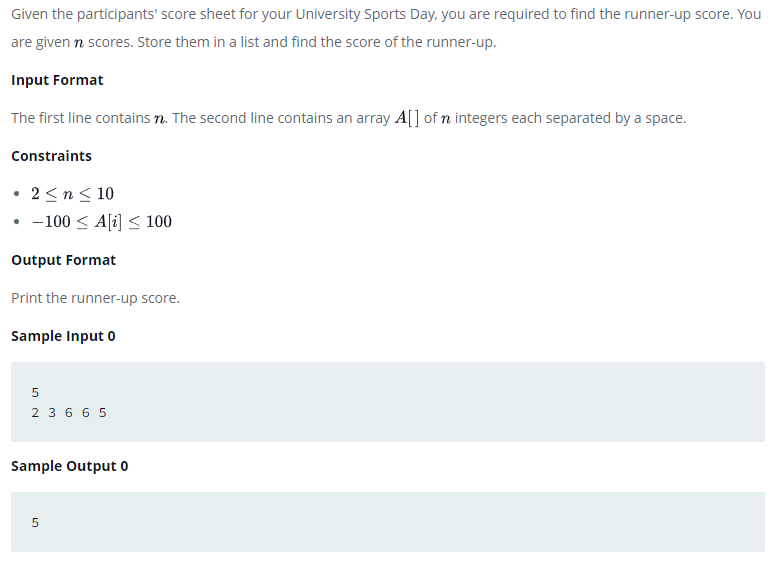 Given the participants' score sheet for your University Sports Day, you are required to find the runner-up score. You
are given n scores. Store them in a list and find the score of the runner-up.
Input Format
The first line contains n. The second line contains an array A[] of n integers each separated by a space.
Constraints
• 2 ≤ n ≤ 10
• −100 ≤ A[i] ≤ 100
Output Format
Print the runner-up score.
Sample Input 0
5
2 3 6 6 5
Sample Output 0
5